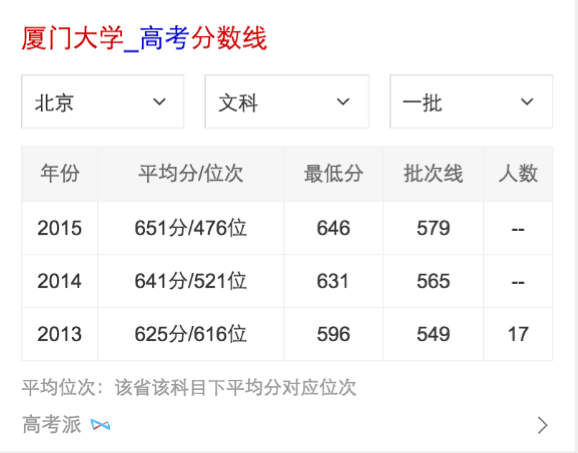 厦门大学_高考分数线
北京 文科 一批
年份 平均分/位次 最低分 批次线 人数
2015 651分/476位 646 579 --
2014 641分/521位 631 565 --
2013 625分/616位 596 549 17
平均位次：该省该科目下平均分对应位次
高考派